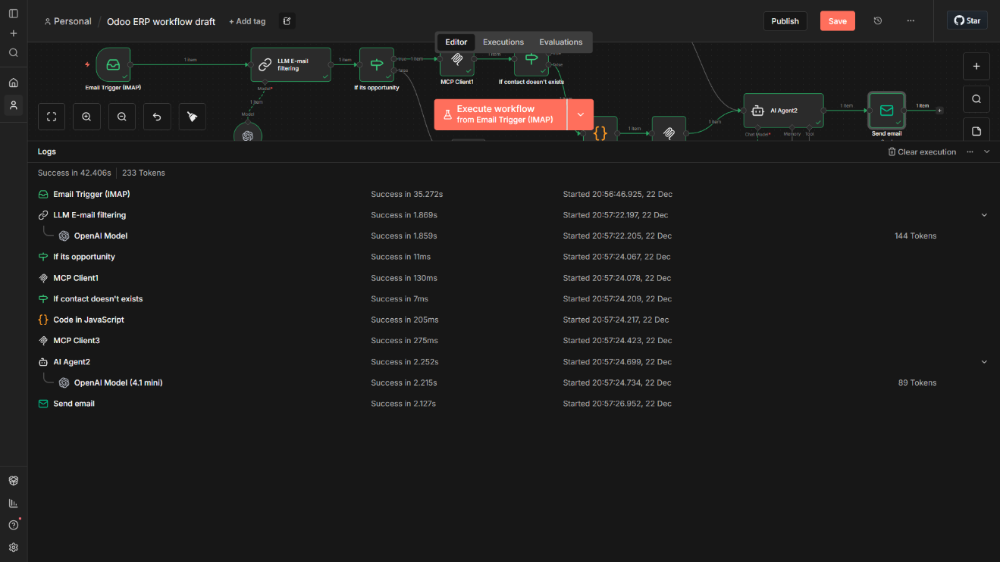 Personal / Odoo ERP workflow draft + Add tag
Publish Save ... Star
Editor Executions Evaluations
1 item
LLM E-mail filtering
1 item
true
1 item
1 item
true
false
false
Email Trigger (IMAP)
Model*
If its opportunity
MCP Client1
If contact doesn't exists
1 item
1 item
Model
Execute workflow
from Email Trigger (IMAP)
{}
1 item
1 item
AI Agent2
1 item
1 item
Chat Model*
Memory
Tool
Send email
Logs
Clear execution ...
Success in 42.406s 233 Tokens
Email Trigger (IMAP) Success in 35.272s Started 20:56:46.925, 22 Dec
LLM E-mail filtering Success in 1.869s Started 20:57:22.197, 22 Dec
OpenAI Model Success in 1.859s Started 20:57:22.205, 22 Dec 144 Tokens
If its opportunity Success in 11ms Started 20:57:24.067, 22 Dec
MCP Client1 Success in 130ms Started 20:57:24.078, 22 Dec
If contact doesn't exists Success in 7ms Started 20:57:24.209, 22 Dec
{} Code in JavaScript Success in 205ms Started 20:57:24.217, 22 Dec
MCP Client3 Success in 275ms Started 20:57:24.423, 22 Dec
AI Agent2 Success in 2.252s Started 20:57:24.699, 22 Dec
OpenAI Model (4.1 mini) Success in 2.215s Started 20:57:24.734, 22 Dec 89 Tokens
Send email Success in 2.127s Started 20:57:26.952, 22 Dec